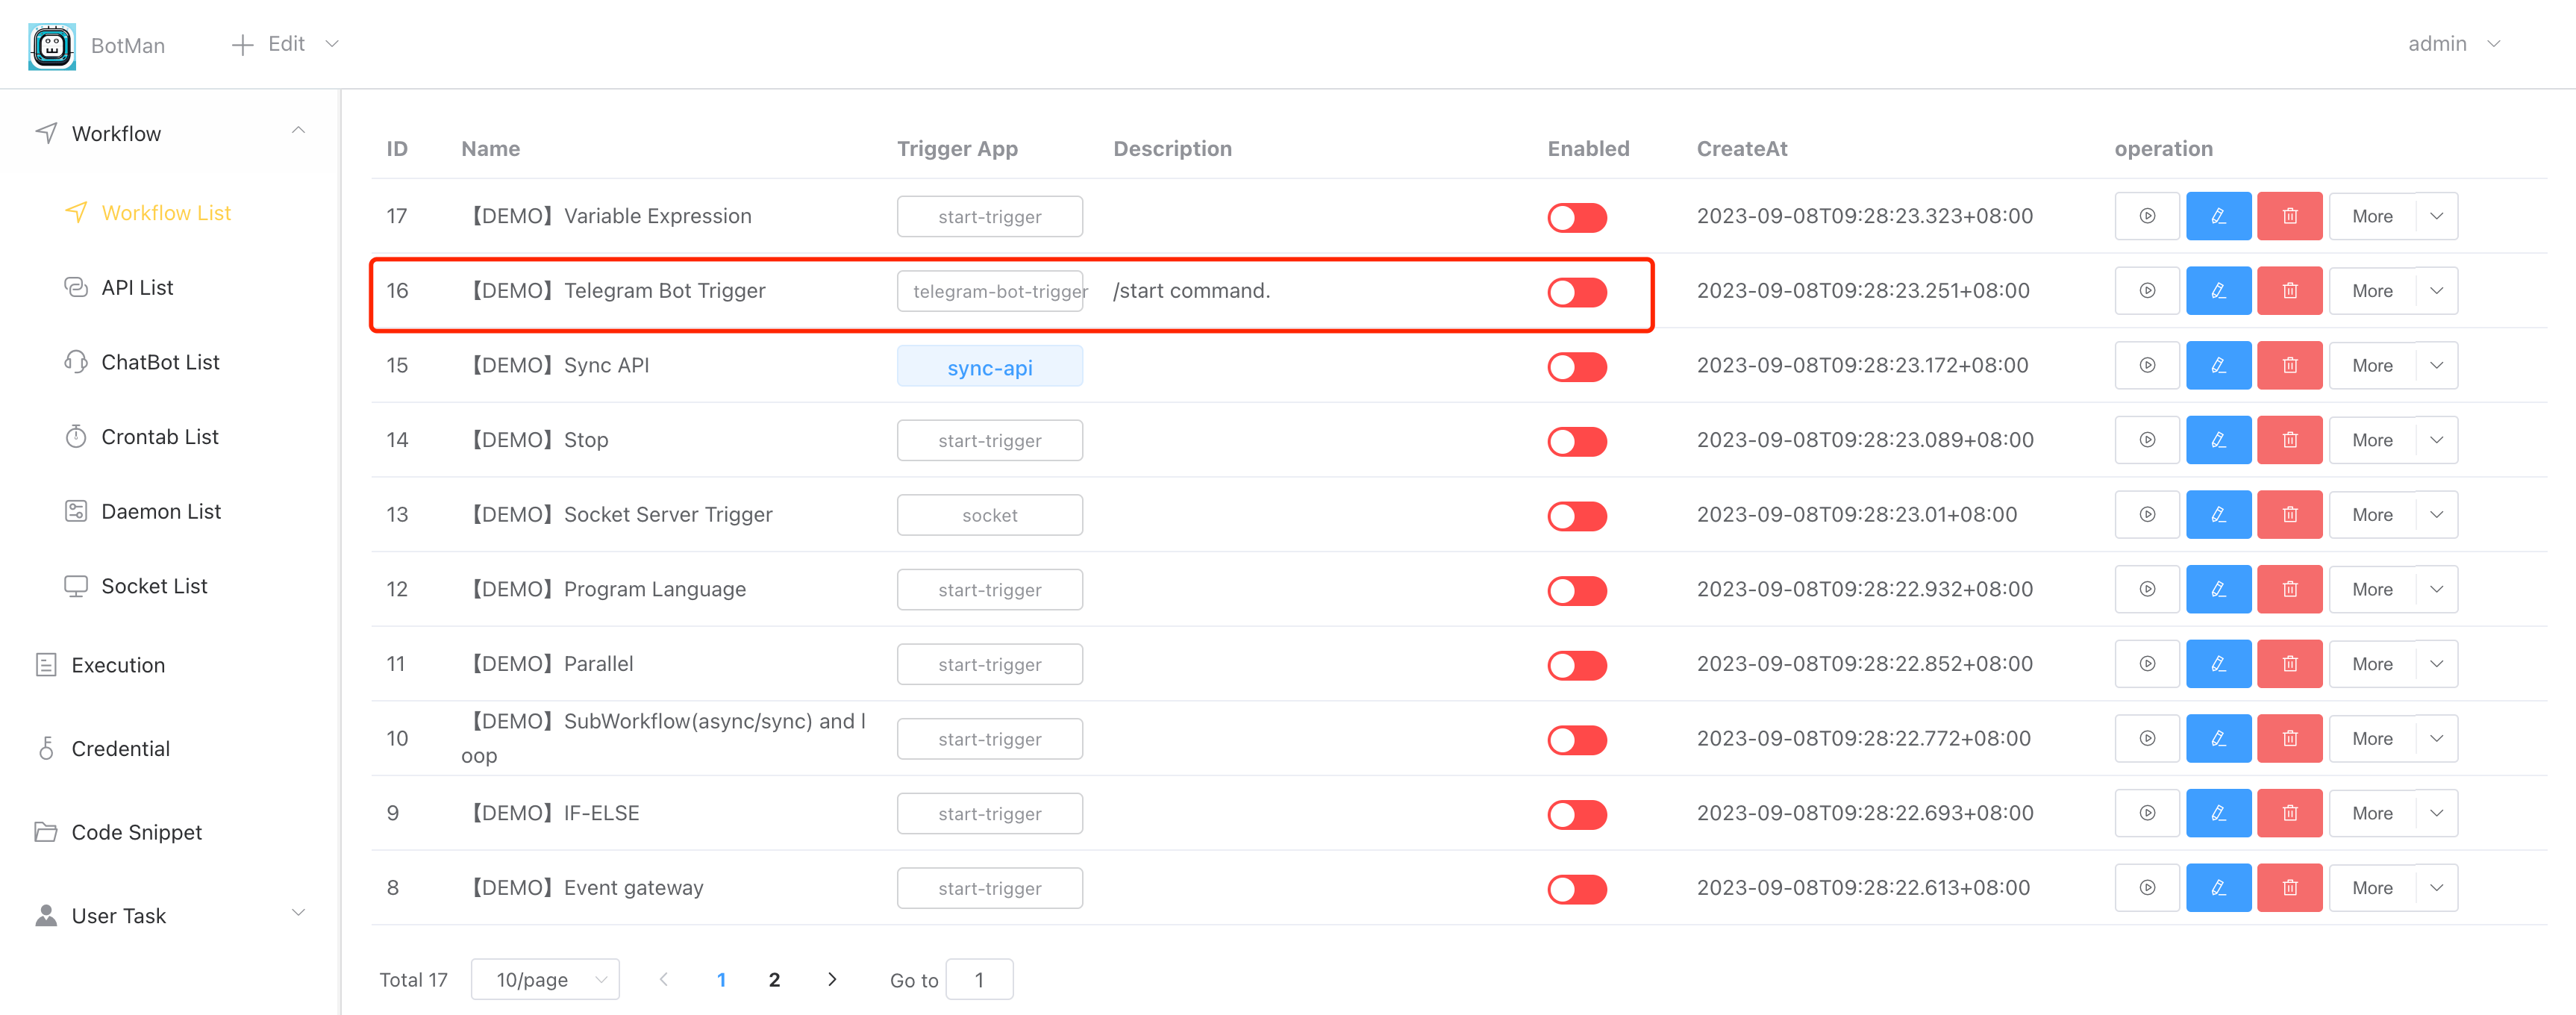 BotMan
Edit
admin
Workflow
Workflow List
API List
ChatBot List
Crontab List
Daemon List
Socket List
Execution
Credential
Code Snippet
User Task
ID Name Trigger App Description Enabled CreateAt operation
17 【DEMO】Variable Expression start-trigger 2023-09-08T09:28:23.323+08:00 More
16 【DEMO】Telegram Bot Trigger telegram-bot-trigger /start command. 2023-09-08T09:28:23.251+08:00 More
15 【DEMO】Sync API sync-api 2023-09-08T09:28:23.172+08:00 More
14 【DEMO】Stop start-trigger 2023-09-08T09:28:23.089+08:00 More
13 【DEMO】Socket Server Trigger socket 2023-09-08T09:28:23.01+08:00 More
12 【DEMO】Program Language start-trigger 2023-09-08T09:28:22.932+08:00 More
11 【DEMO】Parallel start-trigger 2023-09-08T09:28:22.852+08:00 More
10 【DEMO】SubWorkflow(async/sync) and l
oop start-trigger 2023-09-08T09:28:22.772+08:00 More
9 【DEMO】IF-ELSE start-trigger 2023-09-08T09:28:22.693+08:00 More
8 【DEMO】Event gateway start-trigger 2023-09-08T09:28:22.613+08:00 More
Total 17 10/page 1 2 Go to 1